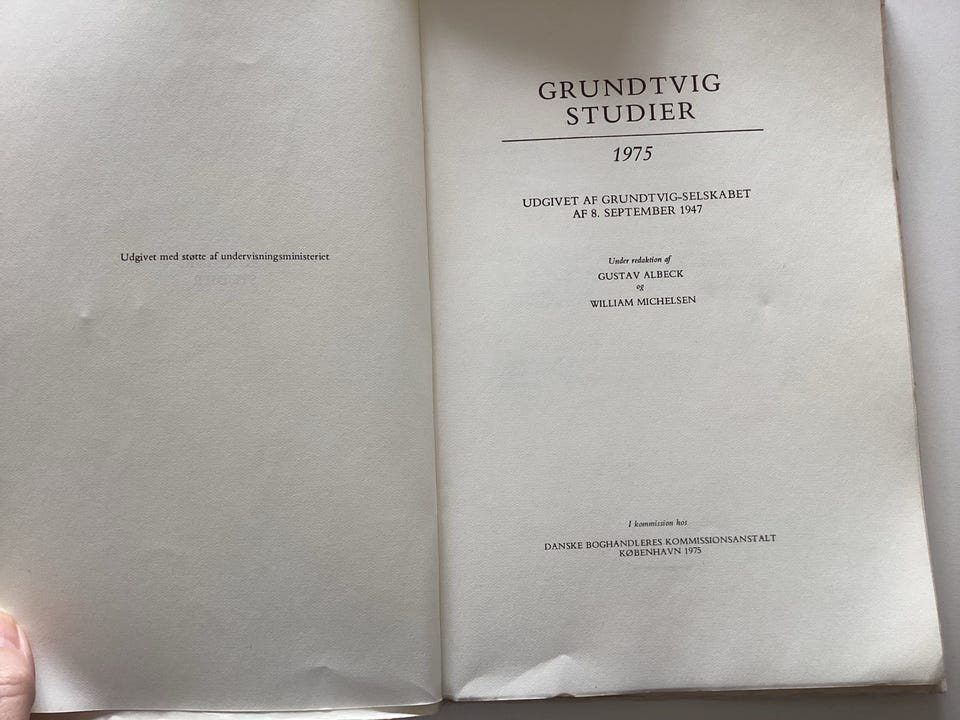 Udgivet med støtte af undervisningsministeriet
GRUNDTVIG
STUDIER
1975
UDGIVET AF GRUNDTVIG-SELSKABET
AF 8. SEPTEMBER 1947
Under redaktion af
GUSTAV ALBECK
og
WILLIAM MICHELSEN
I kommission hos
DANSKE BOGHANDLERES KOMMISSIONSANSTALT
KØBENHAVN 1975